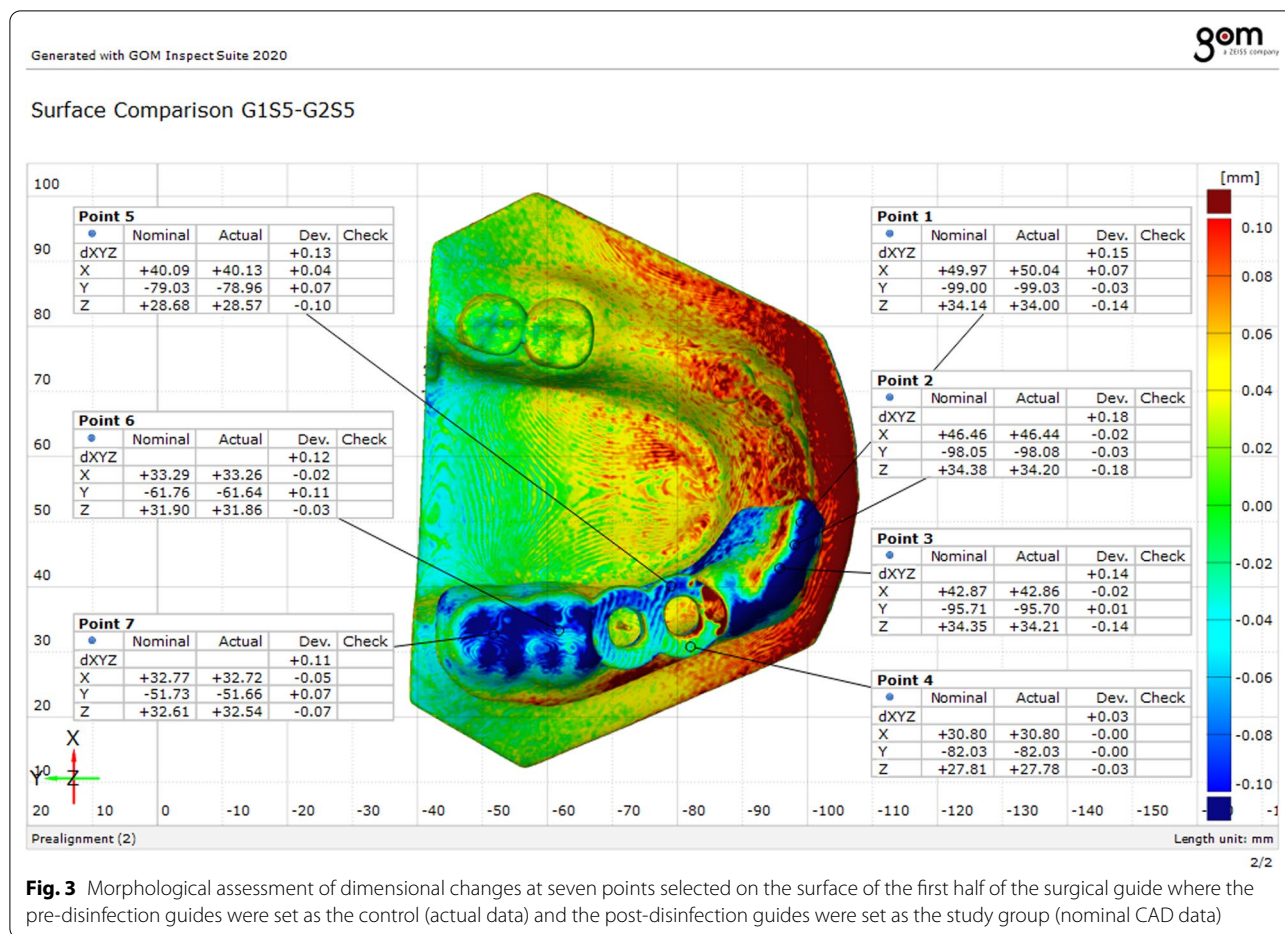 gom
a ZEISS company
Generated with GOM Inspect Suite 2020
Surface Comparison G1S5-G2S5
[mm]
0.10
0.08
0.06
0.04
0.02
0.00
-0.02
-0.04
-0.06
-0.08
-0.10
100
90
80
70
60
50
40
30
20
10
Point 5
Nominal Actual Dev. Check
dXYZ +0.13
X +40.09 +40.13 +0.04
Y -79.03 -78.96 +0.07
Z +28.68 +28.57 -0.10
Point 6
Nominal Actual Dev. Check
dXYZ +0.12
X +33.29 +33.26 -0.02
Y -61.76 -61.64 +0.11
Z +31.90 +31.86 -0.03
Point 7
Nominal Actual Dev. Check
dXYZ +0.11
X +32.77 +32.72 -0.05
Y -51.73 -51.66 +0.07
Z +32.61 +32.54 -0.07
Point 1
Nominal Actual Dev. Check
dXYZ +0.15
X +49.97 +50.04 +0.07
Y -99.00 -99.03 -0.03
Z +34.14 +34.00 -0.14
Point 2
Nominal Actual Dev. Check
dXYZ +0.18
X +46.46 +46.44 -0.02
Y -98.05 -98.08 -0.03
Z +34.38 +34.20 -0.18
Point 3
Nominal Actual Dev. Check
dXYZ +0.14
X +42.87 +42.86 -0.02
Y -95.71 -95.70 +0.01
Z +34.35 +34.21 -0.14
Point 4
Nominal Actual Dev. Check
dXYZ +0.03
X +30.80 +30.80 -0.00
Y -82.03 -82.03 -0.00
Z +27.81 +27.78 -0.03
X
Y Z
20 10 0 -10 -20 -30 -40 -50 -60 -70 -80 -90 -100 -110 -120 -130 -140 -150
Prealignment (2) Length unit: mm
2/2
Fig. 3 Morphological assessment of dimensional changes at seven points selected on the surface of the first half of the surgical guide where the
pre-disinfection guides were set as the control (actual data) and the post-disinfection guides were set as the study group (nominal CAD data)